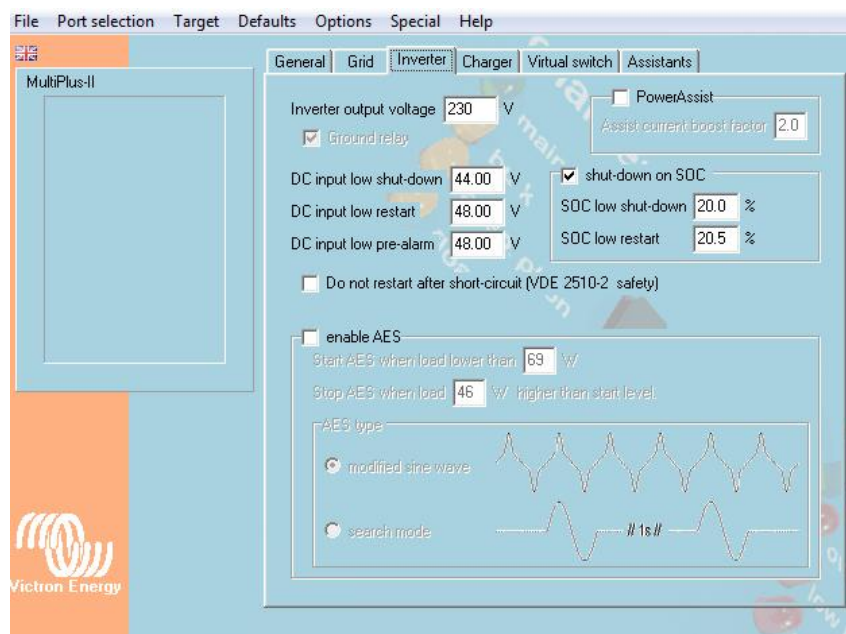 File Port selection Target Defaults Options Special Help
MultiPlus-II
General Grid Inverter Charger Virtual switch Assistants
Inverter output voltage 230 V
Ground relay
PowerAssist
Assist current boost factor 2.0
DC input low shut-down 44.00 V
DC input low restart 48.00 V
DC input low pre-alarm 48.00 V
shut-down on SOC
SOC low shut-down 20.0 %
SOC low restart 20.5 %
Do not restart after short-circuit (VDE 2510-2 safety)
enable AES
Start AES when load lower than 69 W
Stop AES when load 46 W higher than start level.
AES type
modified sine wave
search mode
// 1s //
victron energy